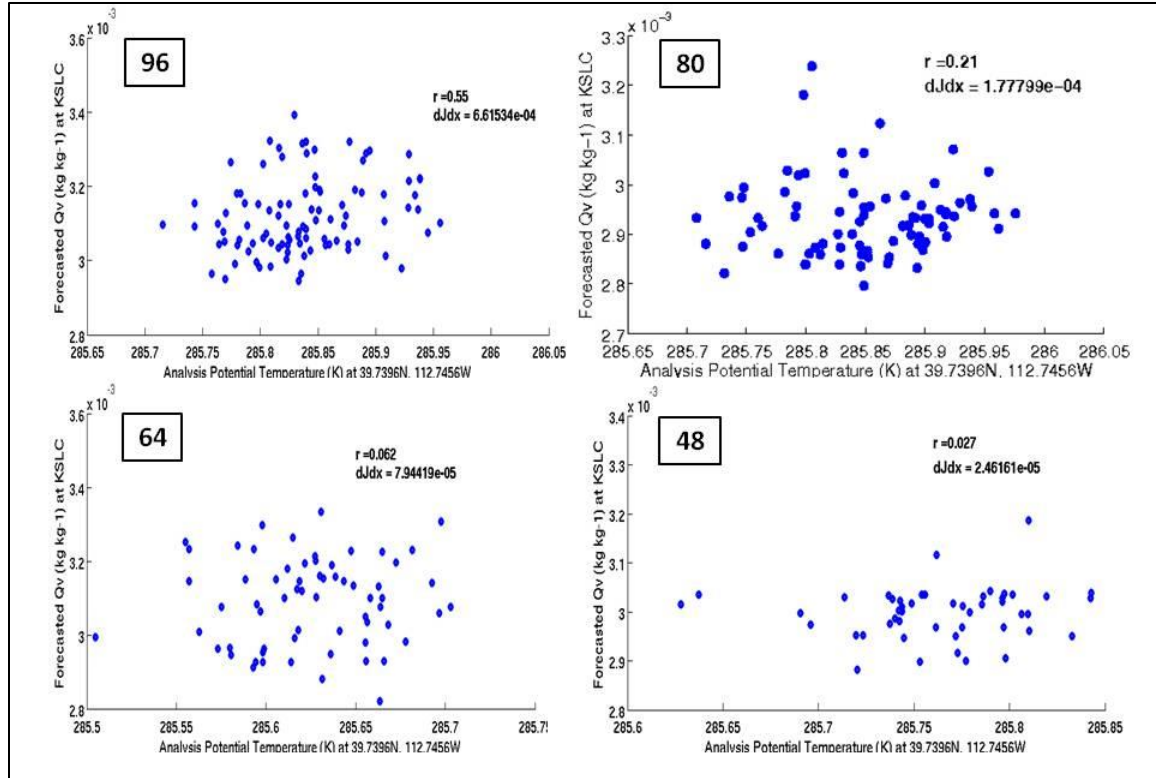 x 10⁻³
3.6
3.4
3.2
3
2.8
Forecasted Qv (kg kg-1) at KSLC
96
r =0.55
dJdx = 6.61534e-04
285.65 285.7 285.75 285.8 285.85 285.9 285.95 286 286.05
Analysis Potential Temperature (K) at 39.7396N, 112.7456W
x 10⁻³
3.3
3.2
3.1
3
2.9
2.8
2.7
Forecasted Qv (kg kg−1) at KSLC
80
r =0.21
dJdx = 1.77799e−04
285.65 285.7 285.75 285.8 285.85 285.9 285.95 286 286.05
Analysis Potential Temperature (K) at 39.7396N, 112.7456W
x 10⁻³
3.6
3.4
3.2
3
2.8
Forecasted Qv (kg kg-1) at KSLC
64
r =0.062
dJdx = 7.94419e-05
285.5 285.55 285.6 285.65 285.7 285.75
Analysis Potential Temperature (K) at 39.7396N, 112.7456W
x 10⁻³
3.4
3.3
3.2
3.1
3
2.9
2.8
Forecasted Qv (kg kg-1) at KSLC
48
r =0.027
dJdx = 2.46161e-05
285.6 285.65 285.7 285.75 285.8 285.85
Analysis Potential Temperature (K) at 39.7396N, 112.7456W